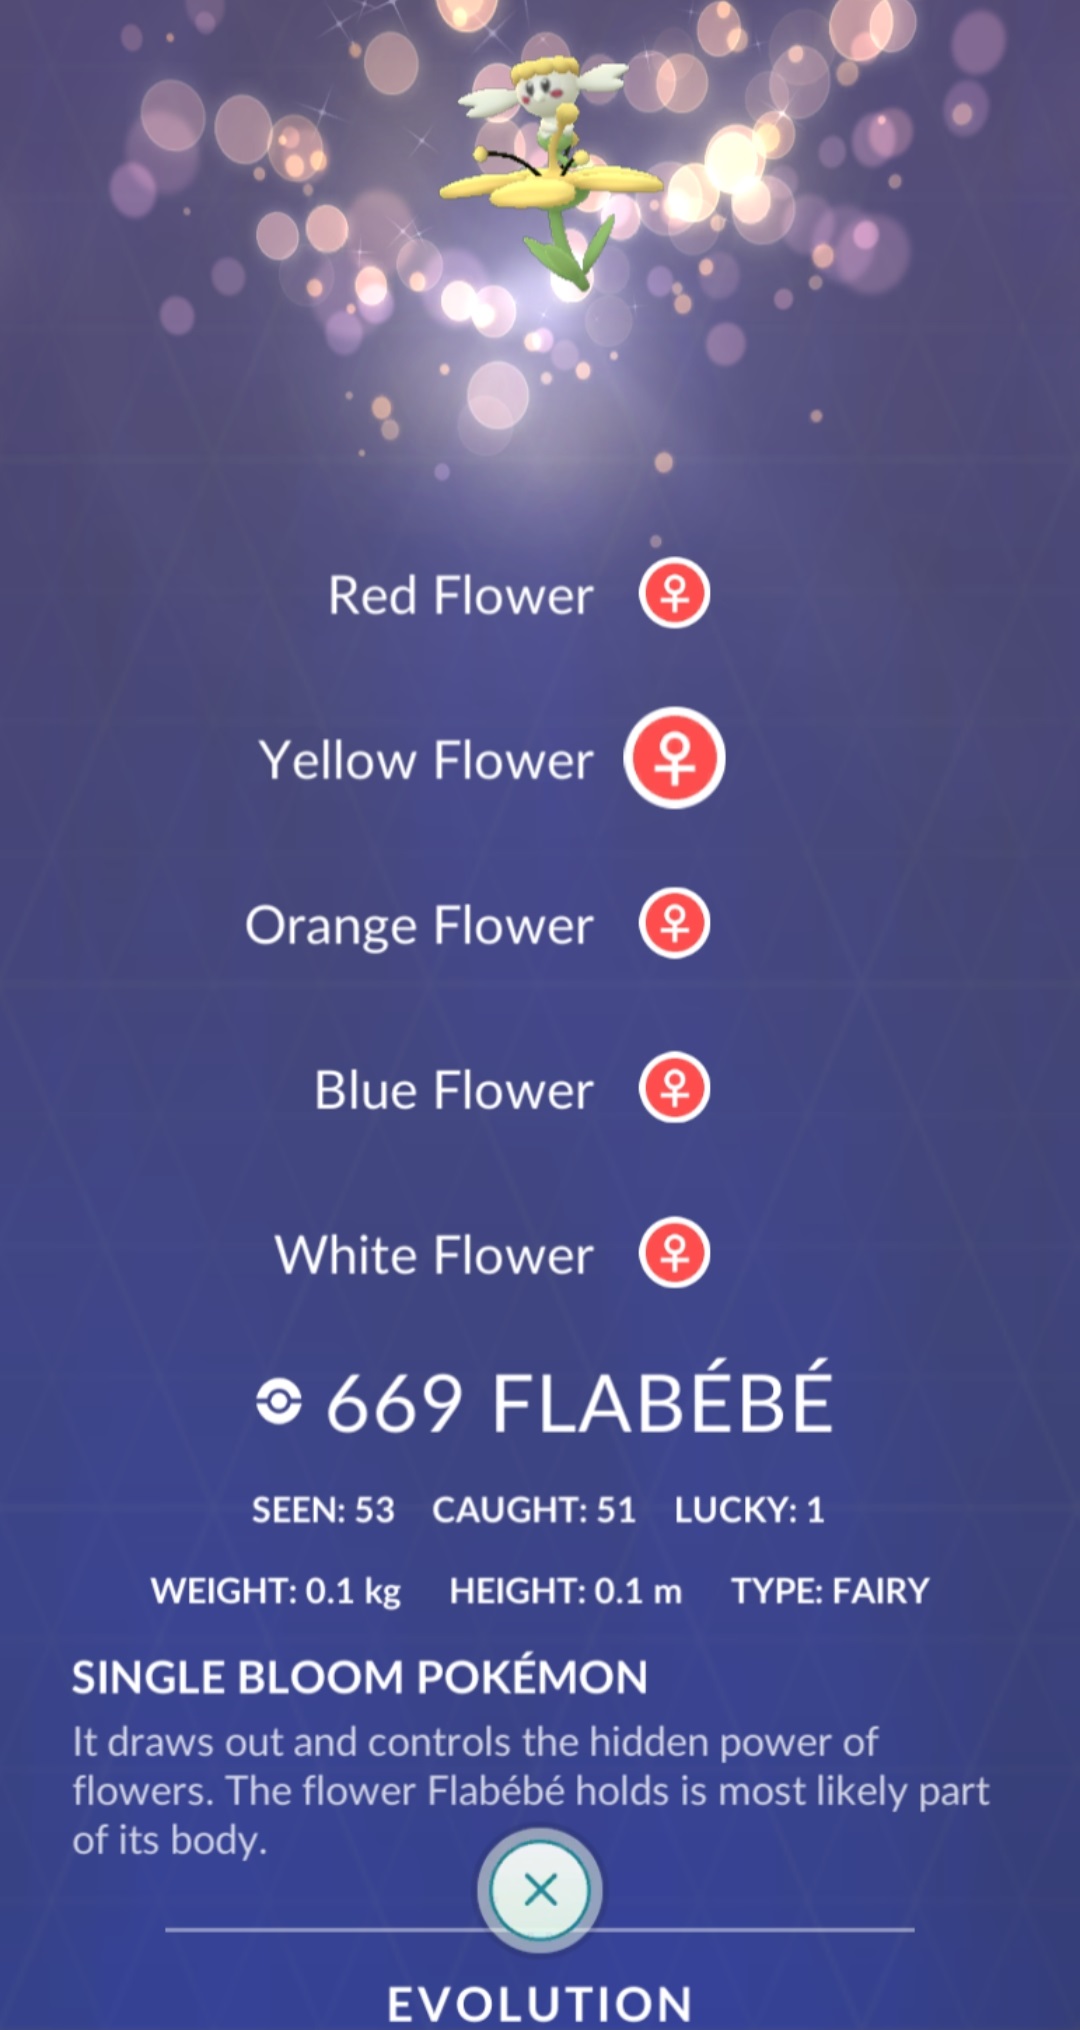 Red Flower
Yellow Flower
Orange Flower
Blue Flower
White Flower
669 FLABÉBÉ
SEEN: 53 CAUGHT: 51 LUCKY: 1
WEIGHT: 0.1 kg HEIGHT: 0.1 m TYPE: FAIRY
SINGLE BLOOM POKÉMON
It draws out and controls the hidden power of
flowers. The flower Flabébé holds is most likely part
of its body.
EVOLUTION